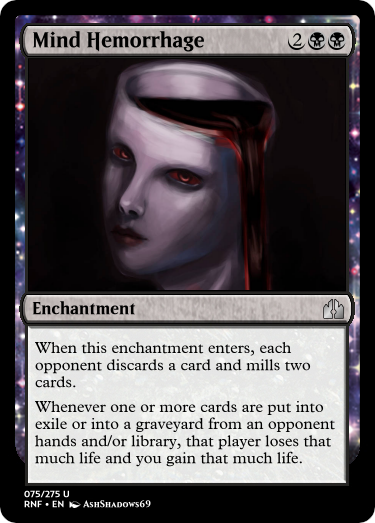 Mind Hemorrhage 2
Enchantment
When this enchantment enters, each
opponent discards a card and mills two
cards.
Whenever one or more cards are put into
exile or into a graveyard from an opponent
hands and/or library, that player loses that
much life and you gain that much life.
075/275 U
RNF • EN AshShadows69